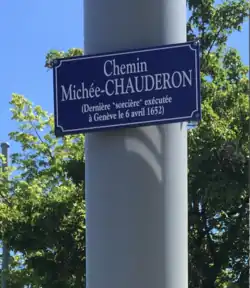 Chemin
Michée-CHAUDERON
(Dernière "sorcière" exécutée
à Genève le 6 avril 1652)